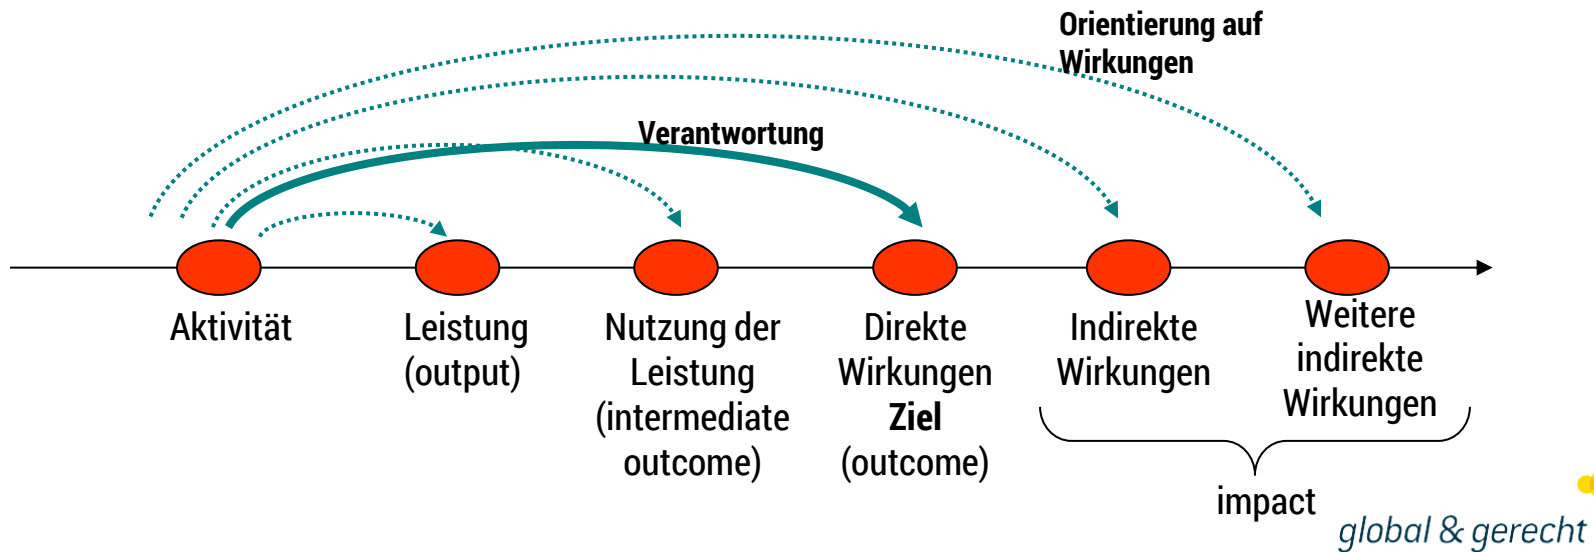 Orientierung auf
Wirkungen
Verantwortung
Aktivität
Leistung
(output)
Nutzung der
Leistung
(intermediate
outcome)
Direkte
Wirkungen
Ziel
(outcome)
Indirekte
Wirkungen
Weitere
indirekte
Wirkungen
impact
global & gerecht